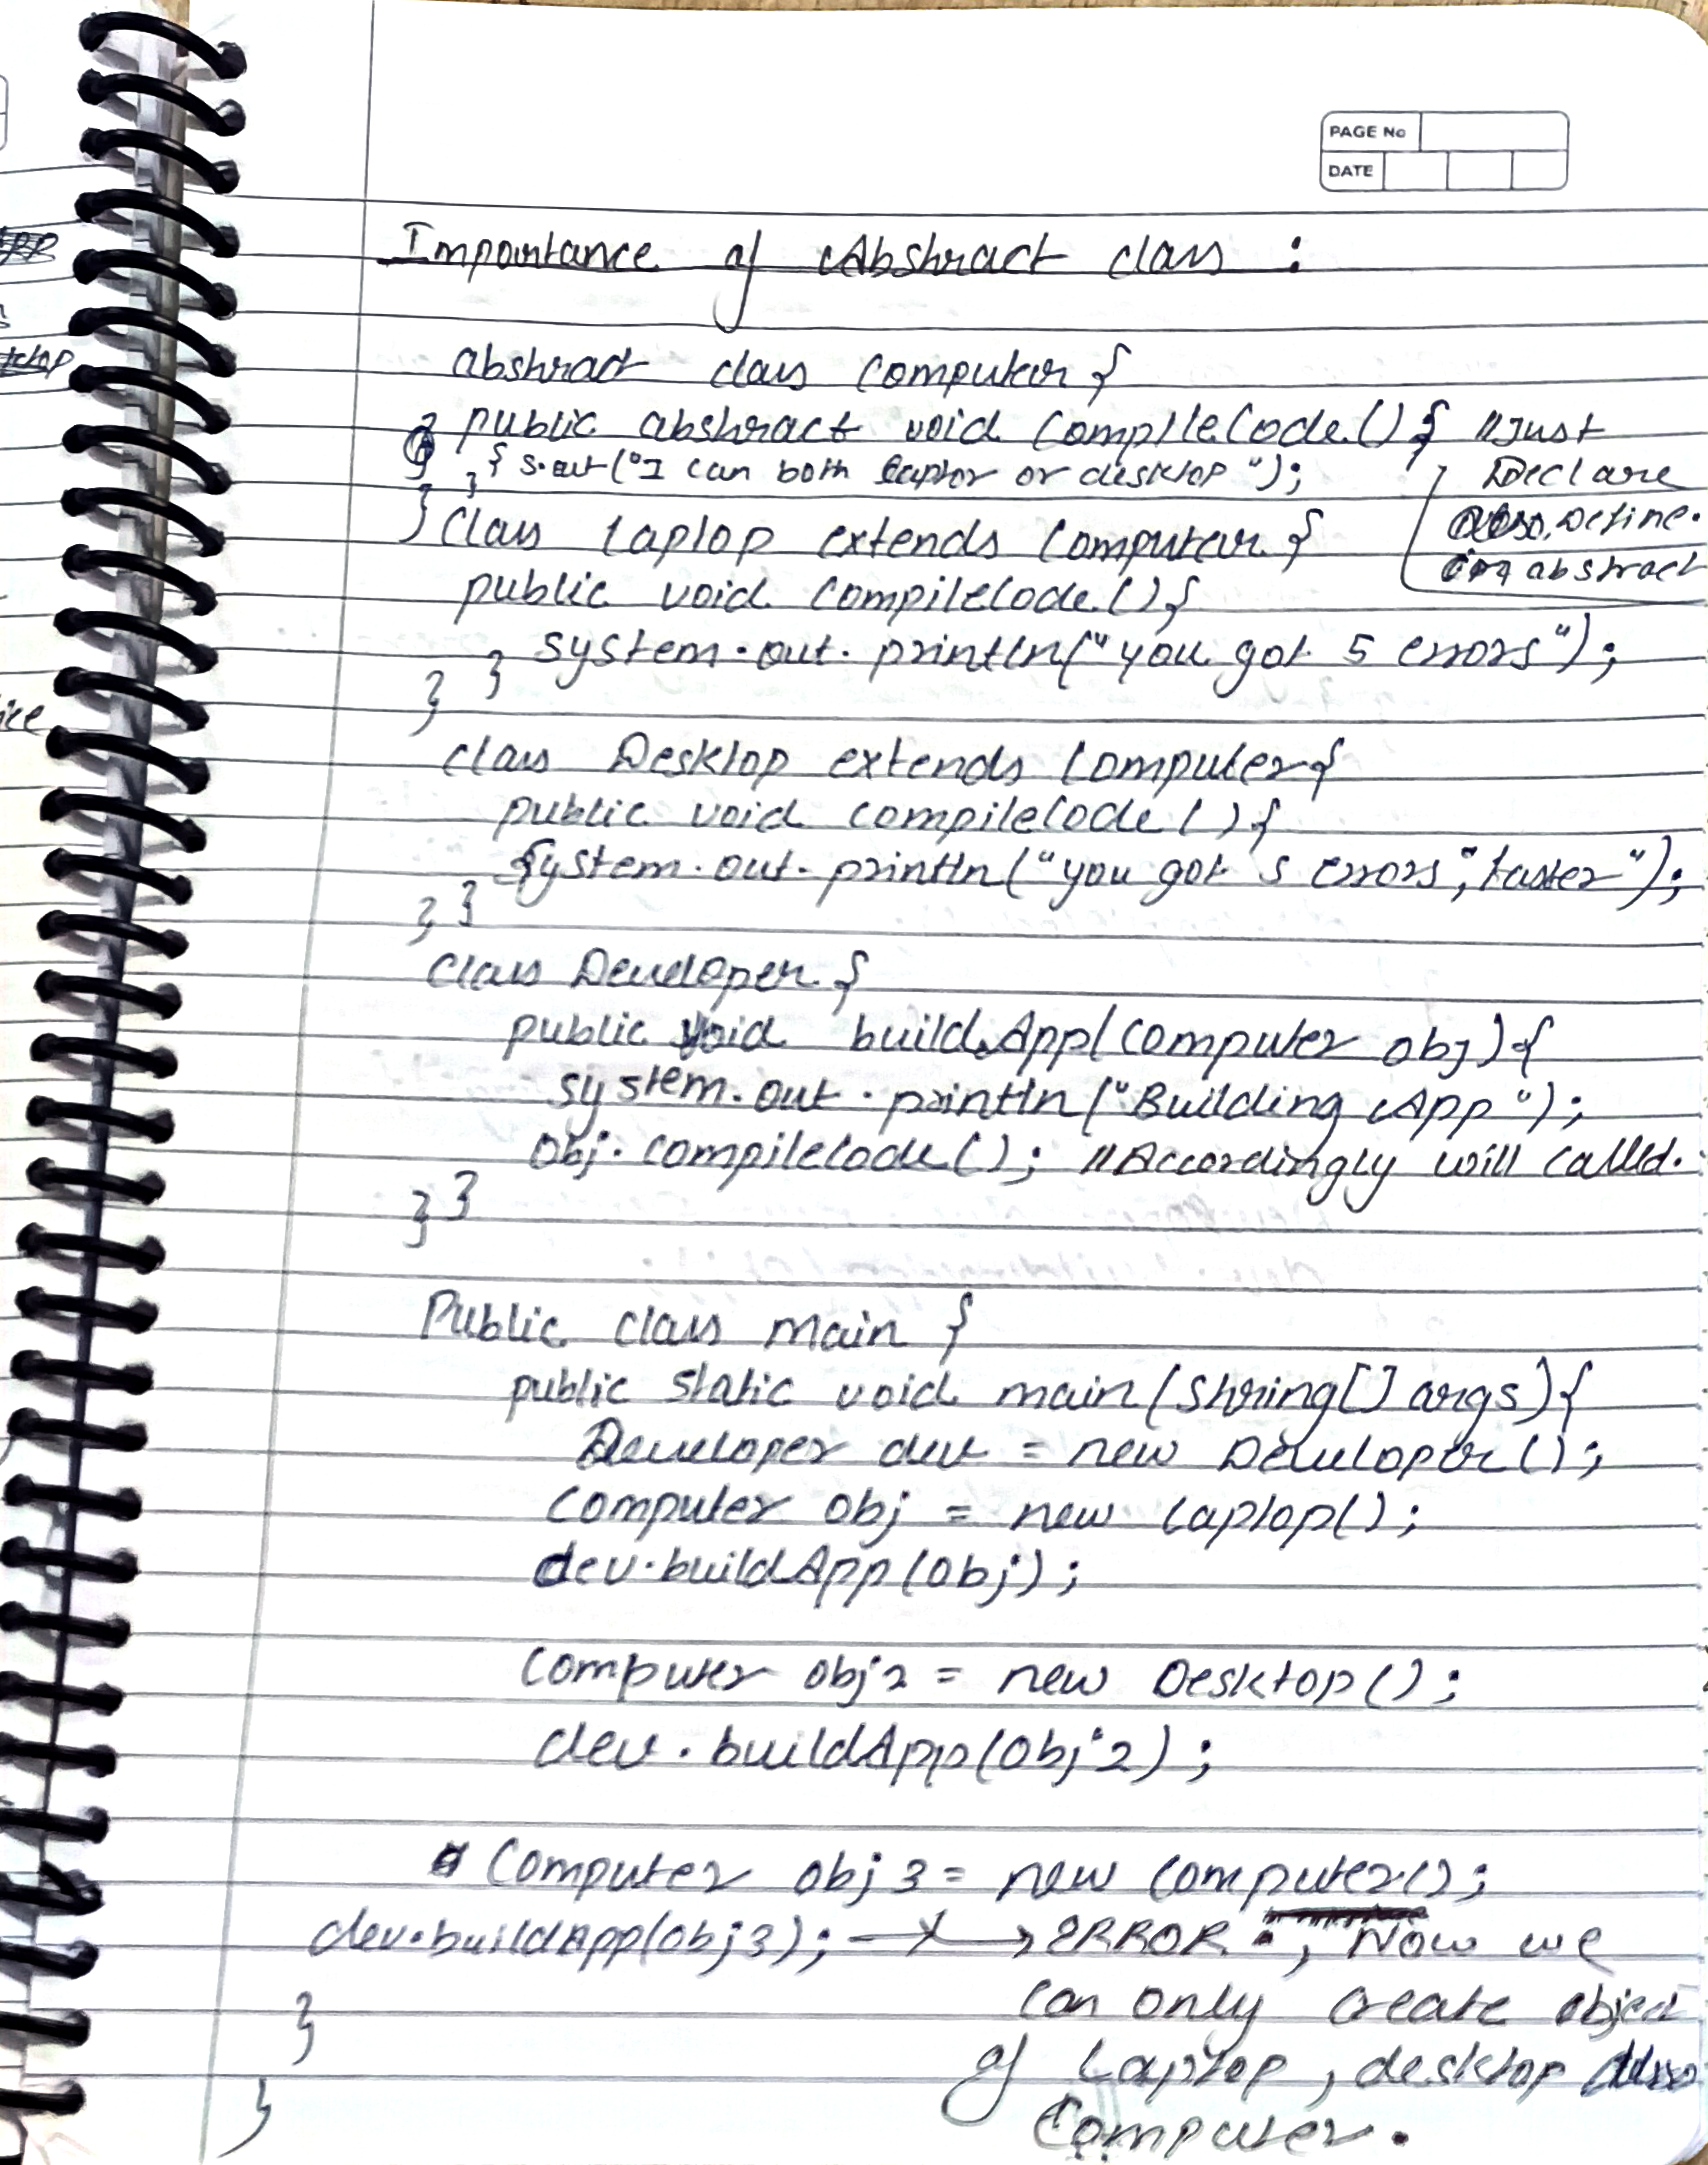 PAGE No
DATE
Importance of Abstract class :
abstract class Computer {
public abstract void compileCode() { // Just
{ S.out("I can both laptop or desktop"); Declare
} class Laptop extends Computer { Define.
public void compileCode() { abstract
system.out.println("you got 5 errors");
} }
class Desktop extends Computer {
public void compileCode() {
System.out.println("you got 5 errors", faster");
} }
class Developer {
public void buildApp(Computer obj) {
system.out.println("Building App");
obj.compileCode(); // Accordingly will called.
} }
Public class main {
public static void main(String[] args) {
Developer dev = new Developer();
Computer obj = new Laptop();
dev.buildApp(obj);
Computer obj2 = new Desktop();
dev.buildApp(obj2);
Computer obj3 = new Computer();
dev.buildApp(obj3); → ERROR., Now we
} can only create object
of Laptop, desktop
} Computer.